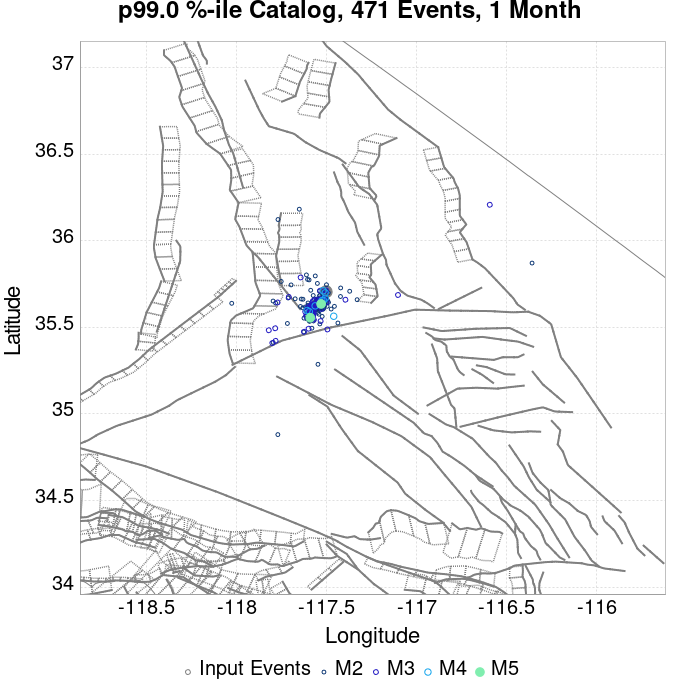 p99.0 %-ile Catalog, 471 Events, 1 Month
37
36.5
36
35.5
35
34.5
34
Latitude
-118.5 -118 -117.5 -117 -116.5 -116
Longitude
Input Events M2 M3 M4 M5